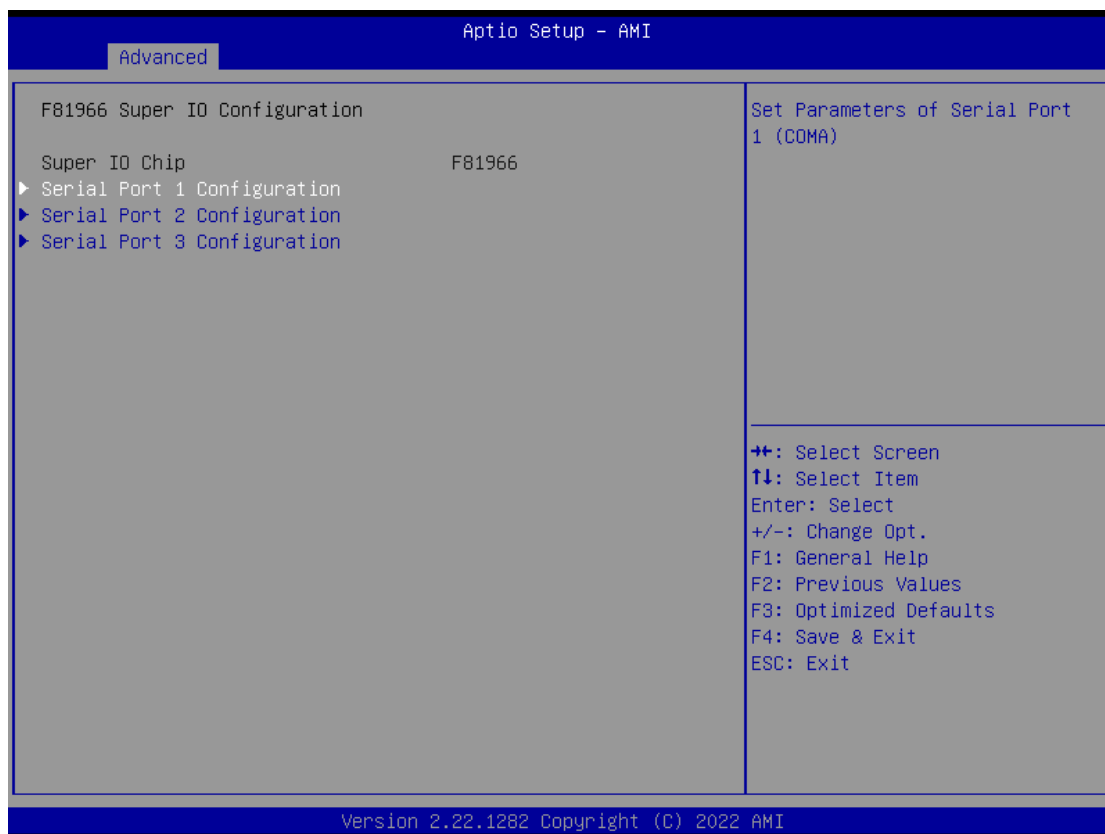 Aptio Setup – AMI
Advanced
F81966 Super IO Configuration
Super IO Chip F81966
Serial Port 1 Configuration
Serial Port 2 Configuration
Serial Port 3 Configuration
Set Parameters of Serial Port
1 (COMA)
→←: Select Screen
↑↓: Select Item
Enter: Select
+/-: Change Opt.
F1: General Help
F2: Previous Values
F3: Optimized Defaults
F4: Save & Exit
ESC: Exit
Version 2.22.1282 Copyright (C) 2022 AMI